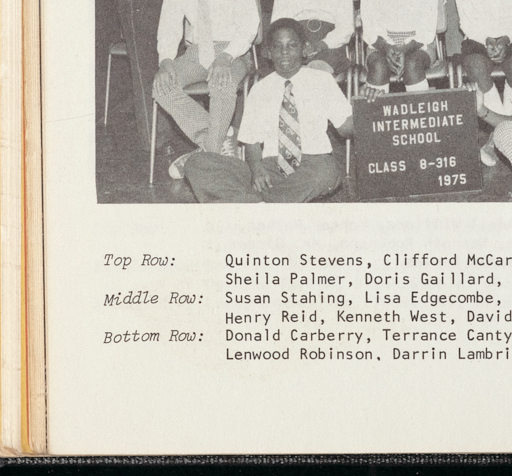 WADLEIGH
INTERMEDIATE
SCHOOL
CLASS 8-316
1975
Top Row: Quinton Stevens, Clifford McCar
Sheila Palmer, Doris Gaillard,
Middle Row: Susan Stahing, Lisa Edgecombe,
Henry Reid, Kenneth West, David
Bottom Row: Donald Carberry, Terrance Canty
Lenwood Robinson, Darrin Lambri